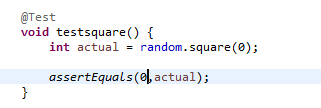 @Test
void testsquare() {
    int actual = random.square(0);
    assertEquals(0,actual);
}